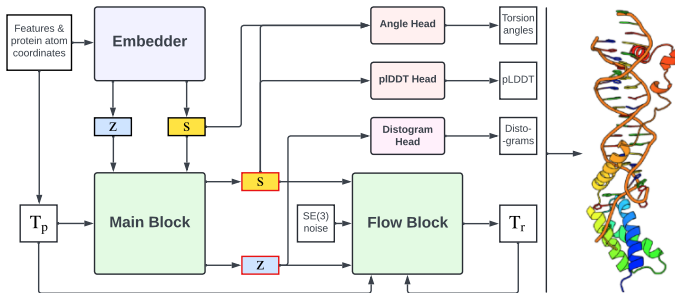 Features &
protein atom
coordinates
Embedder
Angle Head
Torsion
angles
plDDT Head
pLDDT
z
s
Distogram
Head
Disto-
-grams
s
Main Block
Flow Block
SE(3)
noise
Tp
Tr
z